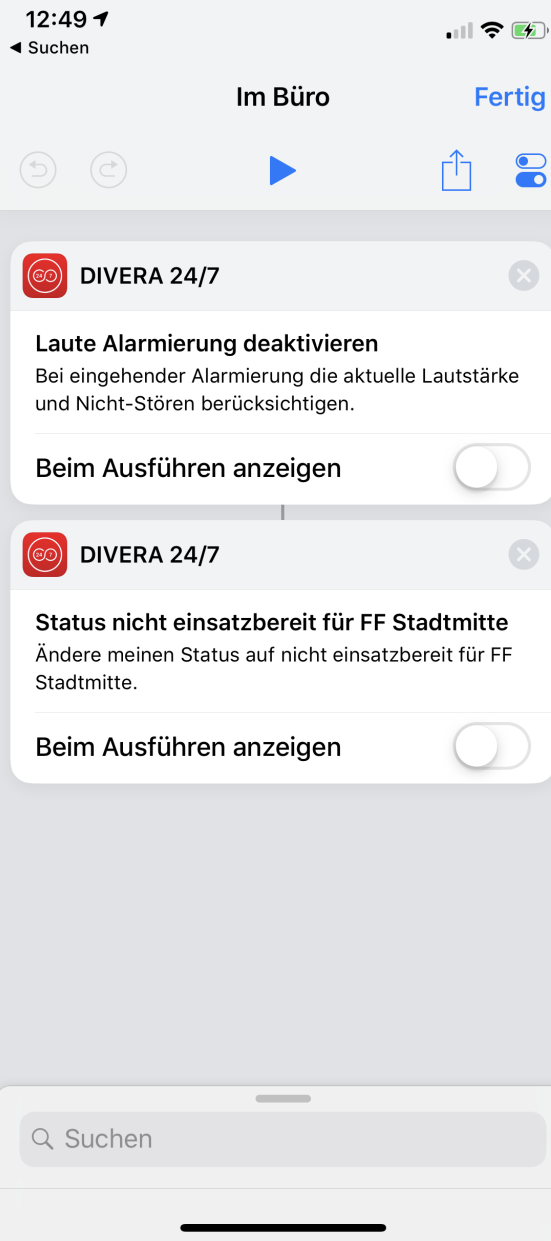 12:49
◀ Suchen
Im Büro
Fertig
DIVERA 24/7
Laute Alarmierung deaktivieren
Bei eingehender Alarmierung die aktuelle Lautstärke
und Nicht-Stören berücksichtigen.
Beim Ausführen anzeigen
DIVERA 24/7
Status nicht einsatzbereit für FF Stadtmitte
Ändere meinen Status auf nicht einsatzbereit für FF
Stadtmitte.
Beim Ausführen anzeigen
Suchen